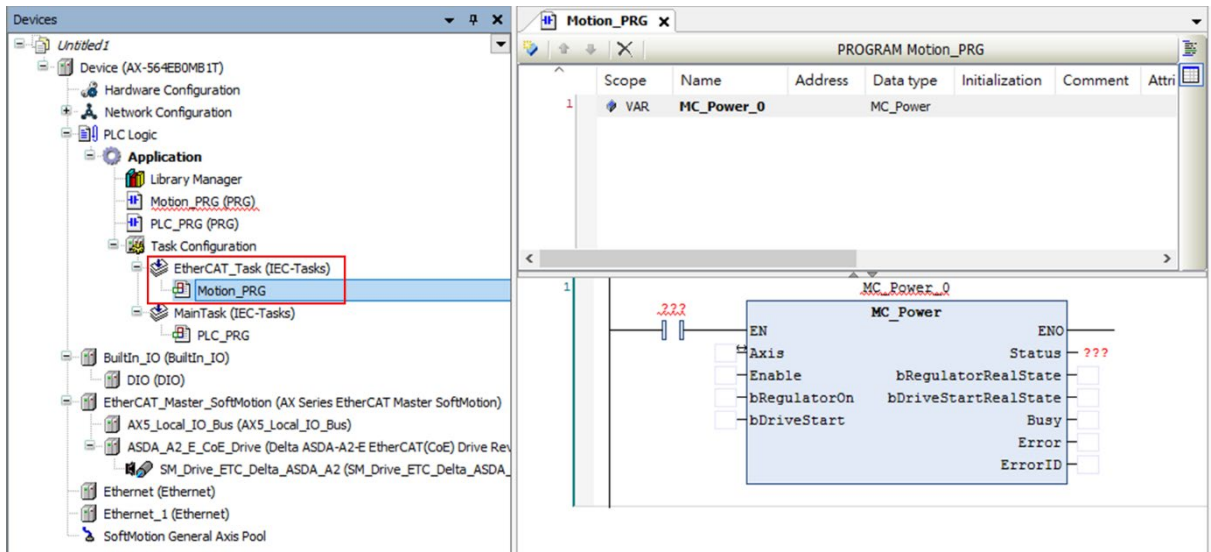 Devices
Untitled1
Device (AX-564EB0MB1T)
Hardware Configuration
Network Configuration
PLC Logic
Application
Library Manager
Motion_PRG (PRG)
PLC_PRG (PRG)
Task Configuration
EtherCAT_Task (IEC-Tasks)
Motion_PRG
MainTask (IEC-Tasks)
PLC_PRG
BuiltIn_IO (BuiltIn_IO)
DIO (DIO)
EtherCAT_Master_SoftMotion (AX Series EtherCAT Master SoftMotion)
AX5_Local_IO_Bus (AX5_Local_IO_Bus)
ASDA_A2_E_CoE_Drive (Delta ASDA-A2-E EtherCAT(CoE) Drive Rev
SM_Drive_ETC_Delta_ASDA_A2 (SM_Drive_ETC_Delta_ASDA_
Ethernet (Ethernet)
Ethernet_1 (Ethernet)
SoftMotion General Axis Pool
Motion_PRG
PROGRAM Motion_PRG
Scope Name Address Data type Initialization Comment Attri
1 VAR MC_Power_0 MC_Power
1 MC_Power_0
??? MC_Power
EN ENO
Axis Status ???
Enable bRegulatorRealState
bRegulatorOn bDriveStartRealState
bDriveStart Busy
Error
ErrorID